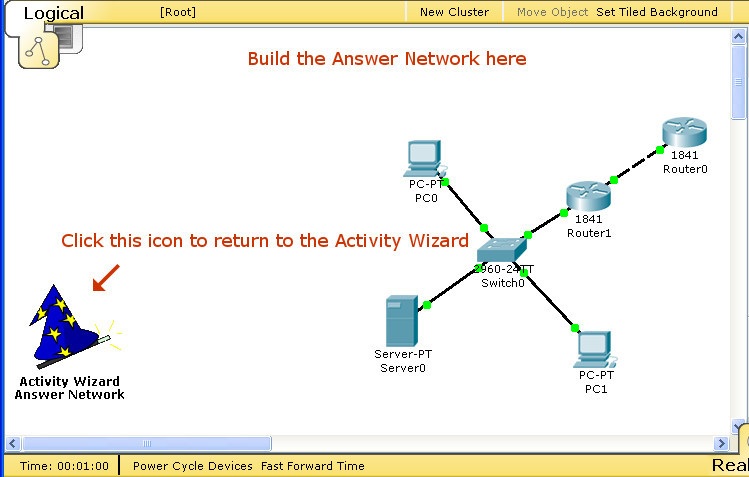 Logical
[Root]
New Cluster
Move Object
Set Tiled Background
Build the Answer Network here
1841
Router0
PC-PT
PC0
1841
Router1
Click this icon to return to the Activity Wizard
2960-24TT
Switch0
Server-PT
Server0
PC-PT
PC1
Activity Wizard
Answer Network
Time: 00:01:00
Power Cycle Devices
Fast Forward Time
Real